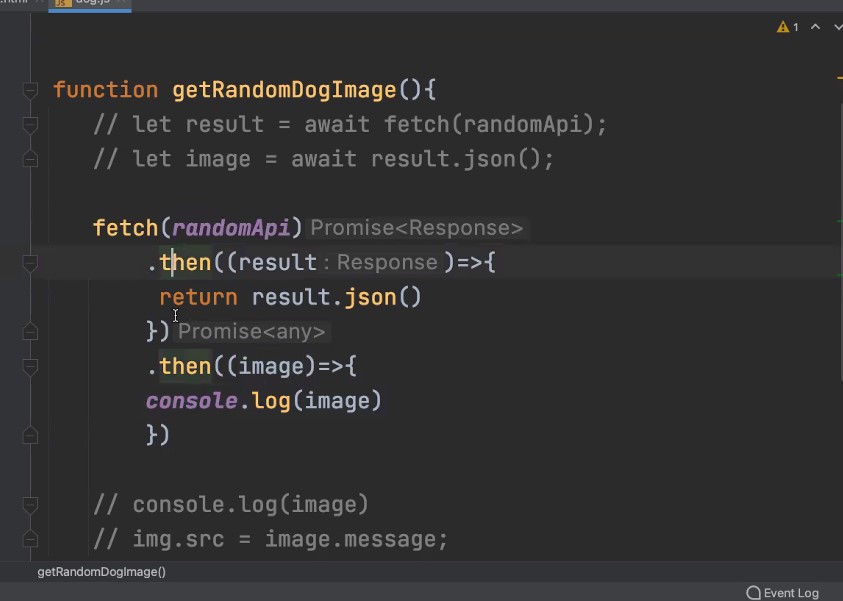 dog.js
1
function getRandomDogImage(){
// let result = await fetch(randomApi);
// let image = await result.json();
fetch(randomApi) Promise<Response>
.then((result : Response )=>{
return result.json()
}) Promise<any>
.then((image)=>{
console.log(image)
})
// console.log(image)
// img.src = image.message;
getRandomDogImage()
Event Log